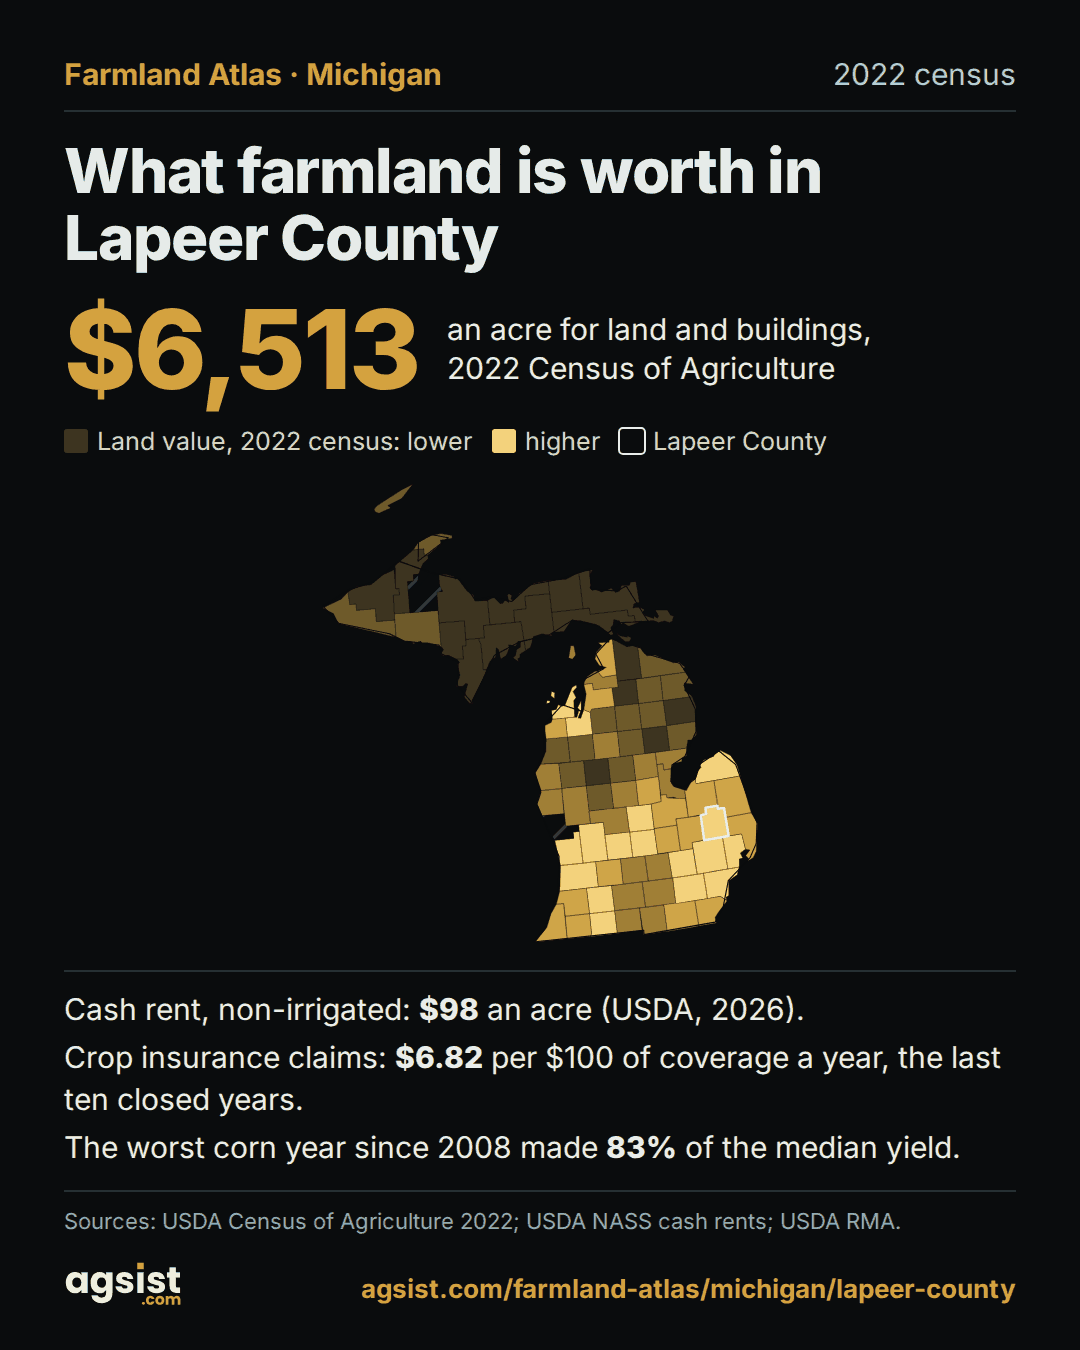 Farmland Atlas · Michigan
2022 census
What farmland is worth in
Lapeer County
$6,513
an acre for land and buildings,
2022 Census of Agriculture
Land value, 2022 census: lower
higher
Lapeer County
Cash rent, non-irrigated: $98 an acre (USDA, 2026).
Crop insurance claims: $6.82 per $100 of coverage a year, the last
ten closed years.
The worst corn year since 2008 made 83% of the median yield.
Sources: USDA Census of Agriculture 2022; USDA NASS cash rents; USDA RMA.
agsist
.com
agsist.com/farmland-atlas/michigan/lapeer-county